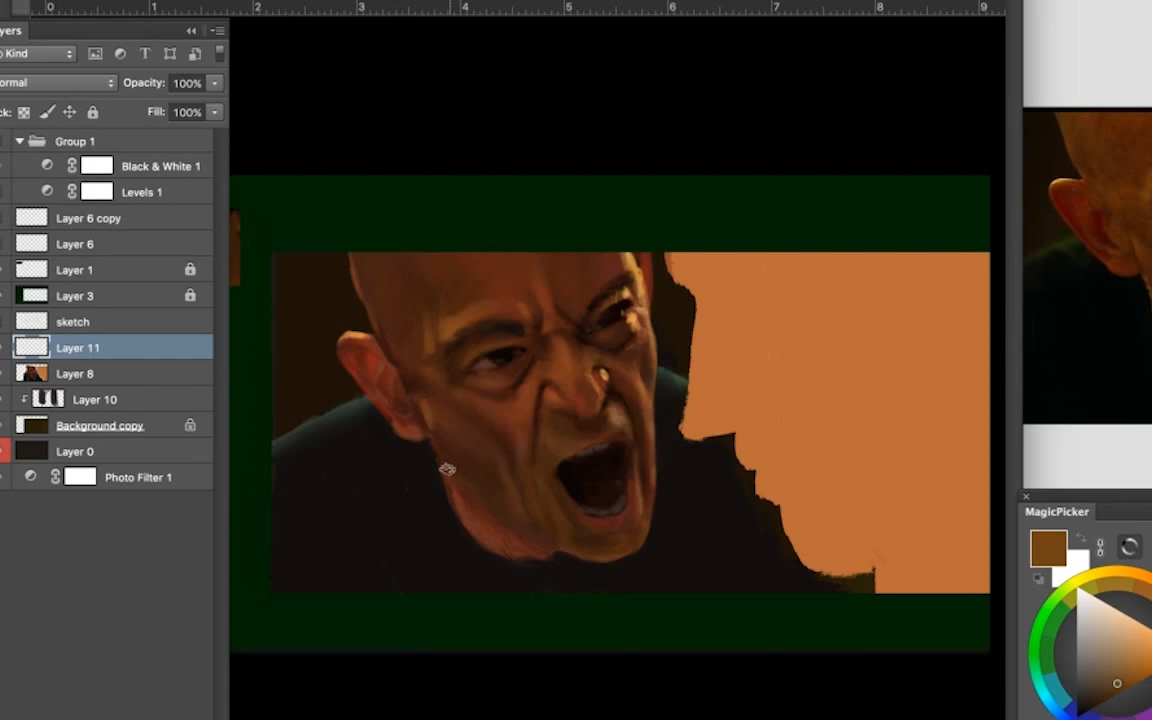 0 1 2 3 4 5 6 7 8 9
yers
Kind
ormal Opacity: 100%
ck: Fill: 100%
Group 1
Black & White 1
Levels 1
Layer 6 copy
Layer 6
Layer 1
Layer 3
sketch
Layer 11
Layer 8
Layer 10
Background copy
Layer 0
Photo Filter 1
MagicPicker